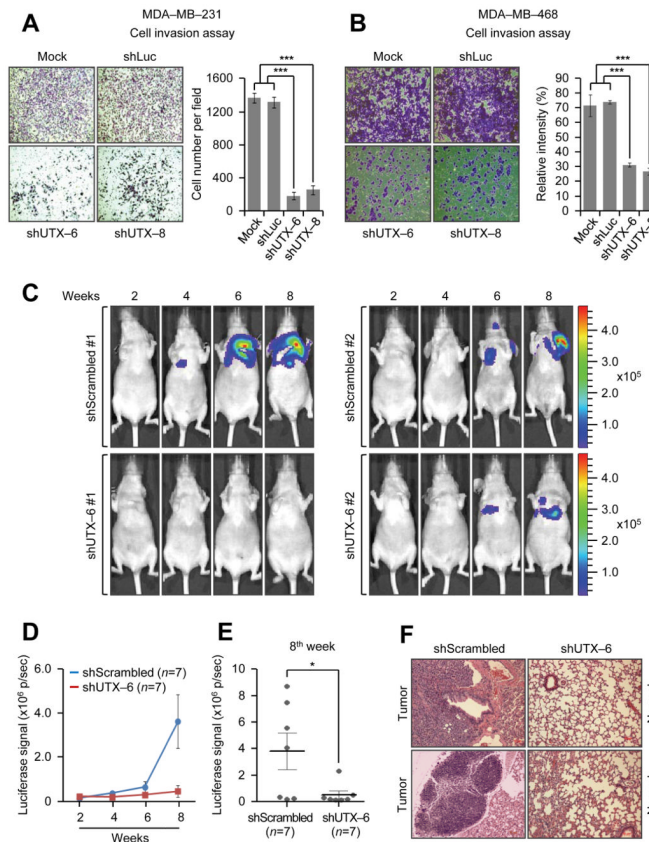 A
MDA–MB–231
Cell invasion assay
Mock
shLuc
shUTX–6
shUTX–8
Cell number per field
1600
1200
800
400
0
***
***
Mock
shLuc
shUTX–6
shUTX–8
B
MDA–MB–468
Cell invasion assay
Mock
shLuc
shUTX–6
shUTX–8
Relative intensity (%)
90
80
70
60
50
40
30
20
10
0
***
***
Mock
shLuc
shUTX–6
C
Weeks
2
4
6
8
2
4
6
8
shScrambled #1
shScrambled #2
4.0
3.0
x10⁵
2.0
1.0
shUTX–6 #1
shUTX–6 #2
4.0
3.0
x10⁵
2.0
1.0
D
Luciferase signal (x10⁶ p/sec)
6.0
4.0
2.0
0
shScrambled (n=7)
shUTX–6 (n=7)
2
4
6
8
Weeks
E
8th week
Luciferase signal (x10⁶ p/sec)
10
8
6
4
2
0
*
shScrambled
(n=7)
shUTX–6
(n=7)
F
shScrambled
shUTX–6
Tumor
Tumor